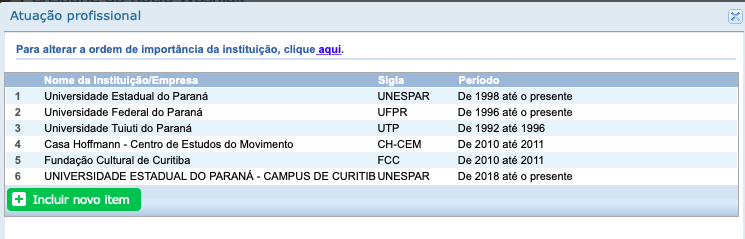 Atuação profissional
Para alterar a ordem de importância da instituição, clique aqui.
Nome da Instituição/Empresa Sigla Período
1 Universidade Estadual do Paraná UNESPAR De 1998 até o presente
2 Universidade Federal do Paraná UFPR De 1996 até o presente
3 Universidade Tuiuti do Paraná UTP De 1992 até 1996
4 Casa Hoffmann - Centro de Estudos do Movimento CH-CEM De 2010 até 2011
5 Fundação Cultural de Curitiba FCC De 2010 até 2011
6 UNIVERSIDADE ESTADUAL DO PARANÁ - CAMPUS DE CURITIB UNESPAR De 2018 até o presente
Incluir novo item